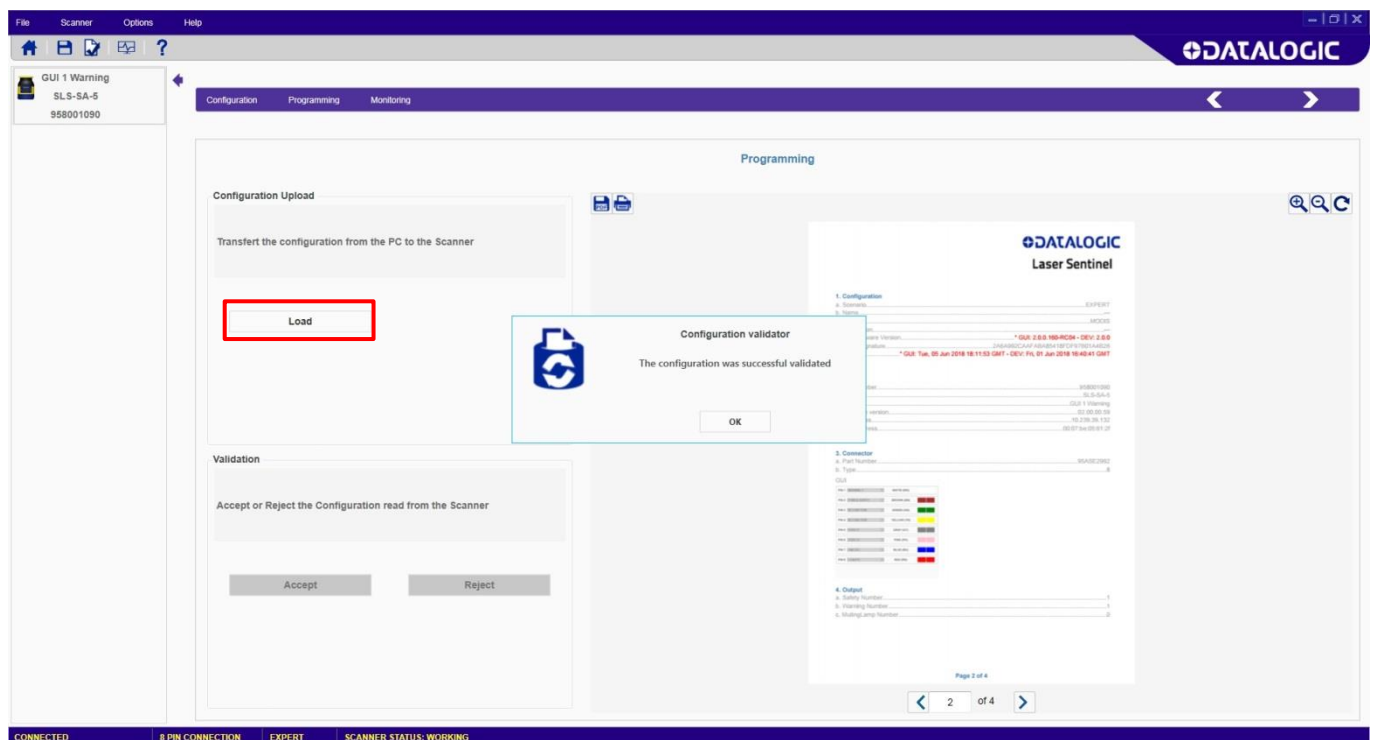 File Scanner Options Help
DATALOGIC
GUI 1 Warning
SLS-SA-5
958001090
Configuration Programming Monitoring
Programming
Configuration Upload
Transfert the configuration from the PC to the Scanner
Load
Validation
Accept or Reject the Configuration read from the Scanner
Accept Reject
Configuration validator
The configuration was successful validated
OK
DATALOGIC
Laser Sentinel
1. Configuration
a. Scenario EXPERT
b. Name
* GUI: 2.0.0.160-RC04 - DEV: 2.0.0
* GUI: Tue, 05 Jun 2018 18:11:53 GMT - DEV: Fri, 01 Jun 2018 16:40:41 GMT
958001090
SLS-SA-5
GUI 1 Warning
3. Connector
a. Part Number 95ASE2982
b. Type 8
GUI
4. Output
a. Safety Number 1
b. Warning Number 1
c. MutingLamp Number 0
Page 2 of 4
2 of 4
CONNECTED 8 PIN CONNECTION EXPERT SCANNER STATUS: WORKING